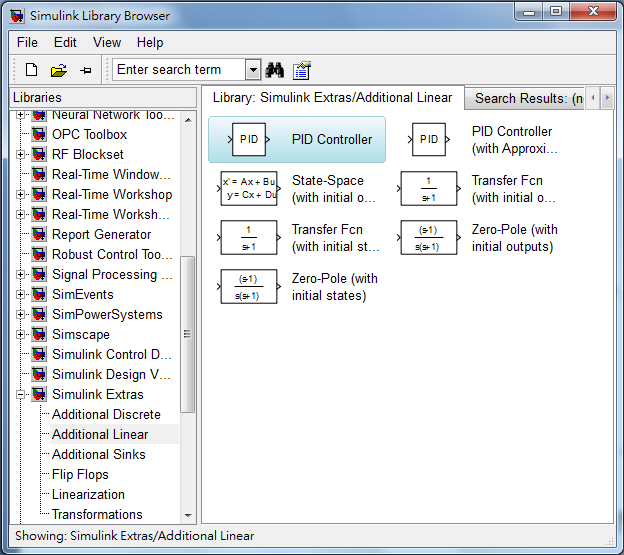 Simulink Library Browser
File Edit View Help
Enter search term
Libraries
Neural Network Too...
OPC Toolbox
RF Blockset
Real-Time Window...
Real-Time Workshop
Real-Time Worksh...
Report Generator
Robust Control Too...
Signal Processing ...
SimEvents
SimPowerSystems
Simscape
Simulink Control D...
Simulink Design V...
Simulink Extras
Additional Discrete
Additional Linear
Additional Sinks
Flip Flops
Linearization
Transformations
Library: Simulink Extras/Additional Linear
Search Results: (n
PID
PID Controller
PID
PID Controller
(with Approxi...
x' = Ax + Bu
y = Cx + Du
State-Space
(with initial o...
1
s+1
Transfer Fcn
(with initial o...
1
s+1
Transfer Fcn
(with initial st...
(s-1)
s(s+1)
Zero-Pole (with
initial outputs)
(s-1)
s(s+1)
Zero-Pole (with
initial states)
Showing: Simulink Extras/Additional Linear